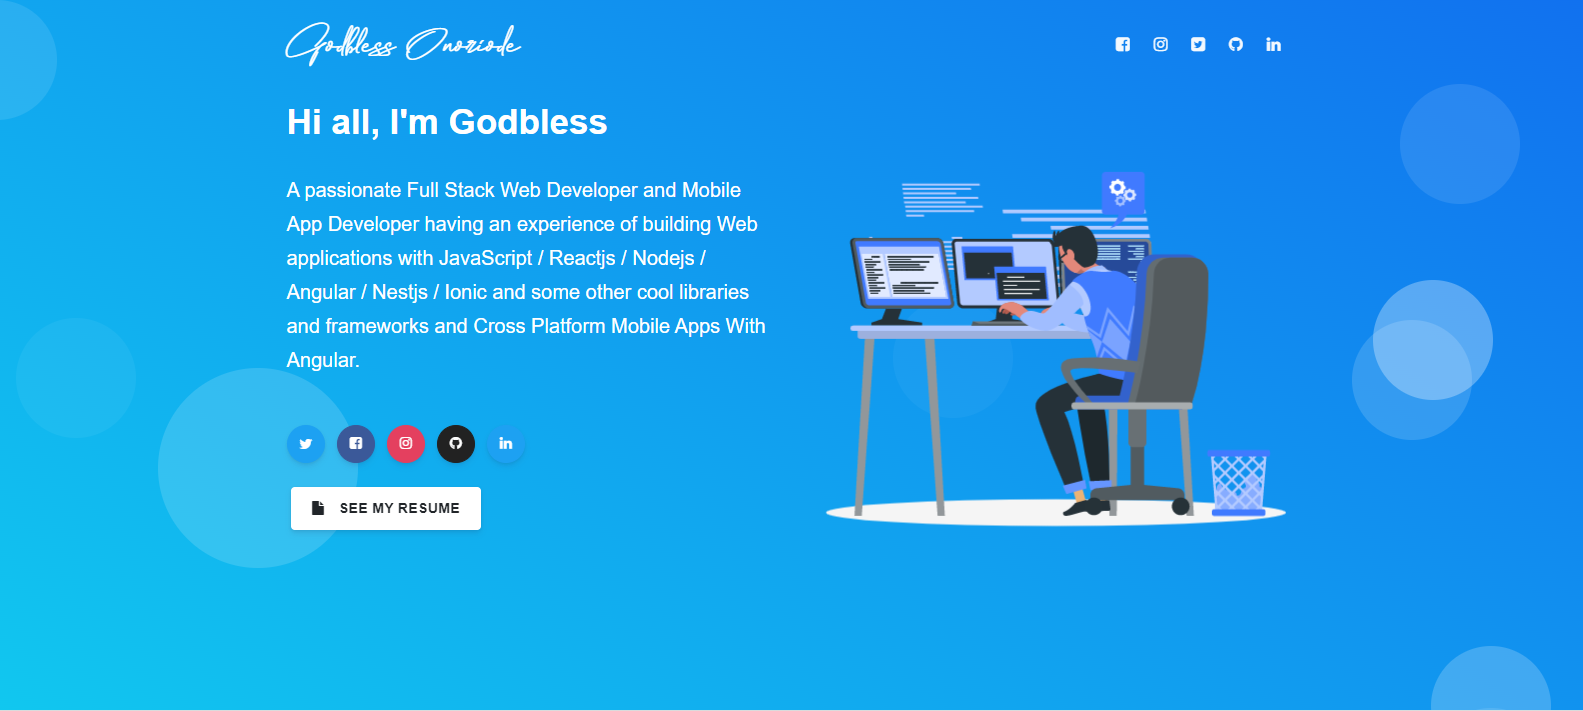 Godbless Onoriode
Hi all, I'm Godbless
A passionate Full Stack Web Developer and Mobile
App Developer having an experience of building Web
applications with JavaScript / Reactjs / Nodejs /
Angular / Nestjs / Ionic and some other cool libraries
and frameworks and Cross Platform Mobile Apps With
Angular.
SEE MY RESUME